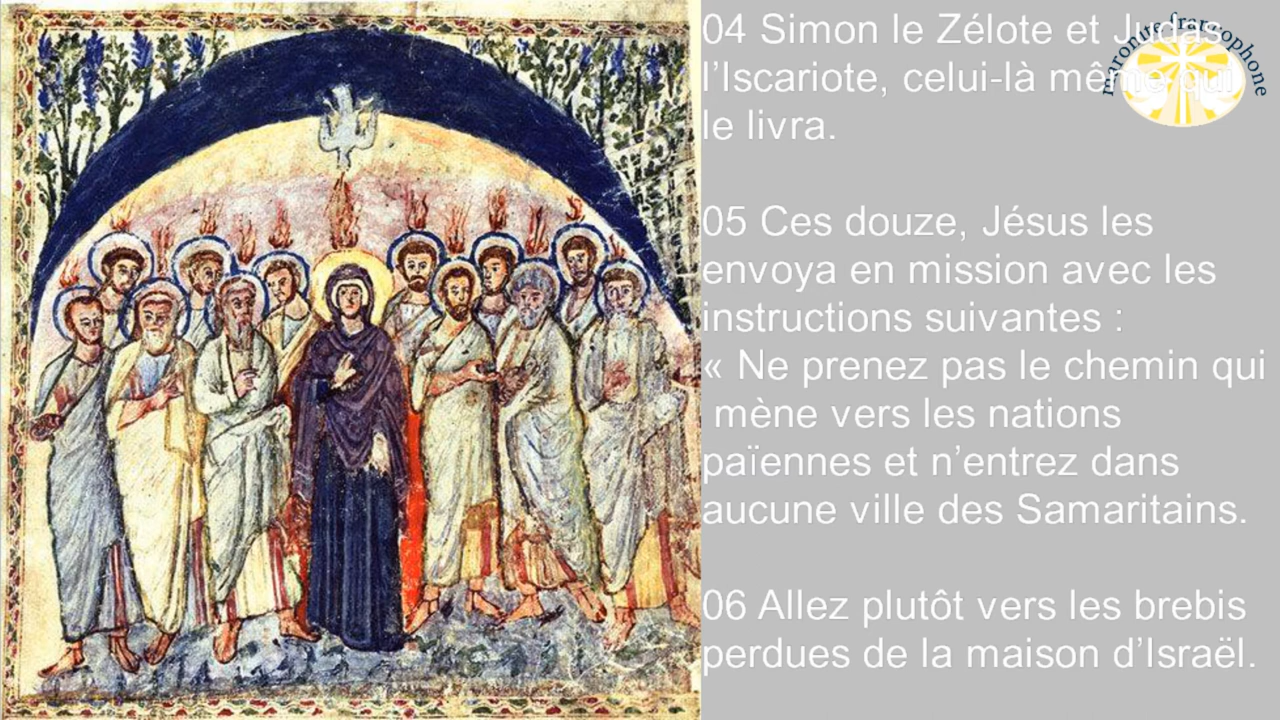 04 Simon le Zélote et Judas
l’Iscariote, celui-là même qui
le livra.
05 Ces douze, Jésus les
envoya en mission avec les
instructions suivantes :
« Ne prenez pas le chemin qui
mène vers les nations
païennes et n’entrez dans
aucune ville des Samaritains.
06 Allez plutôt vers les brebis
perdues de la maison d’Israël.
francophone